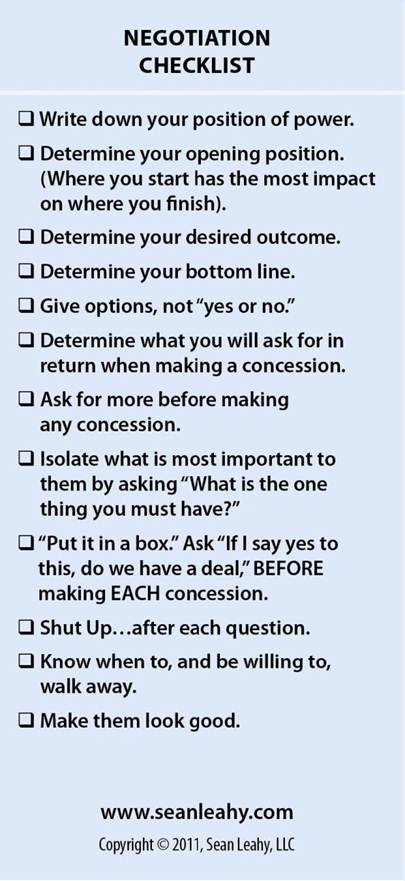 NEGOTIATION
CHECKLIST
❑ Write down your position of power.
❑ Determine your opening position.
(Where you start has the most impact
on where you finish).
❑ Determine your desired outcome.
❑ Determine your bottom line.
❑ Give options, not “yes or no.”
❑ Determine what you will ask for in
return when making a concession.
❑ Ask for more before making
any concession.
❑ Isolate what is most important to
them by asking “What is the one
thing you must have?”
❑ “Put it in a box.” Ask “If I say yes to
this, do we have a deal,” BEFORE
making EACH concession.
❑ Shut Up…after each question.
❑ Know when to, and be willing to,
walk away.
❑ Make them look good.
www.seanleahy.com
Copyright © 2011, Sean Leahy, LLC